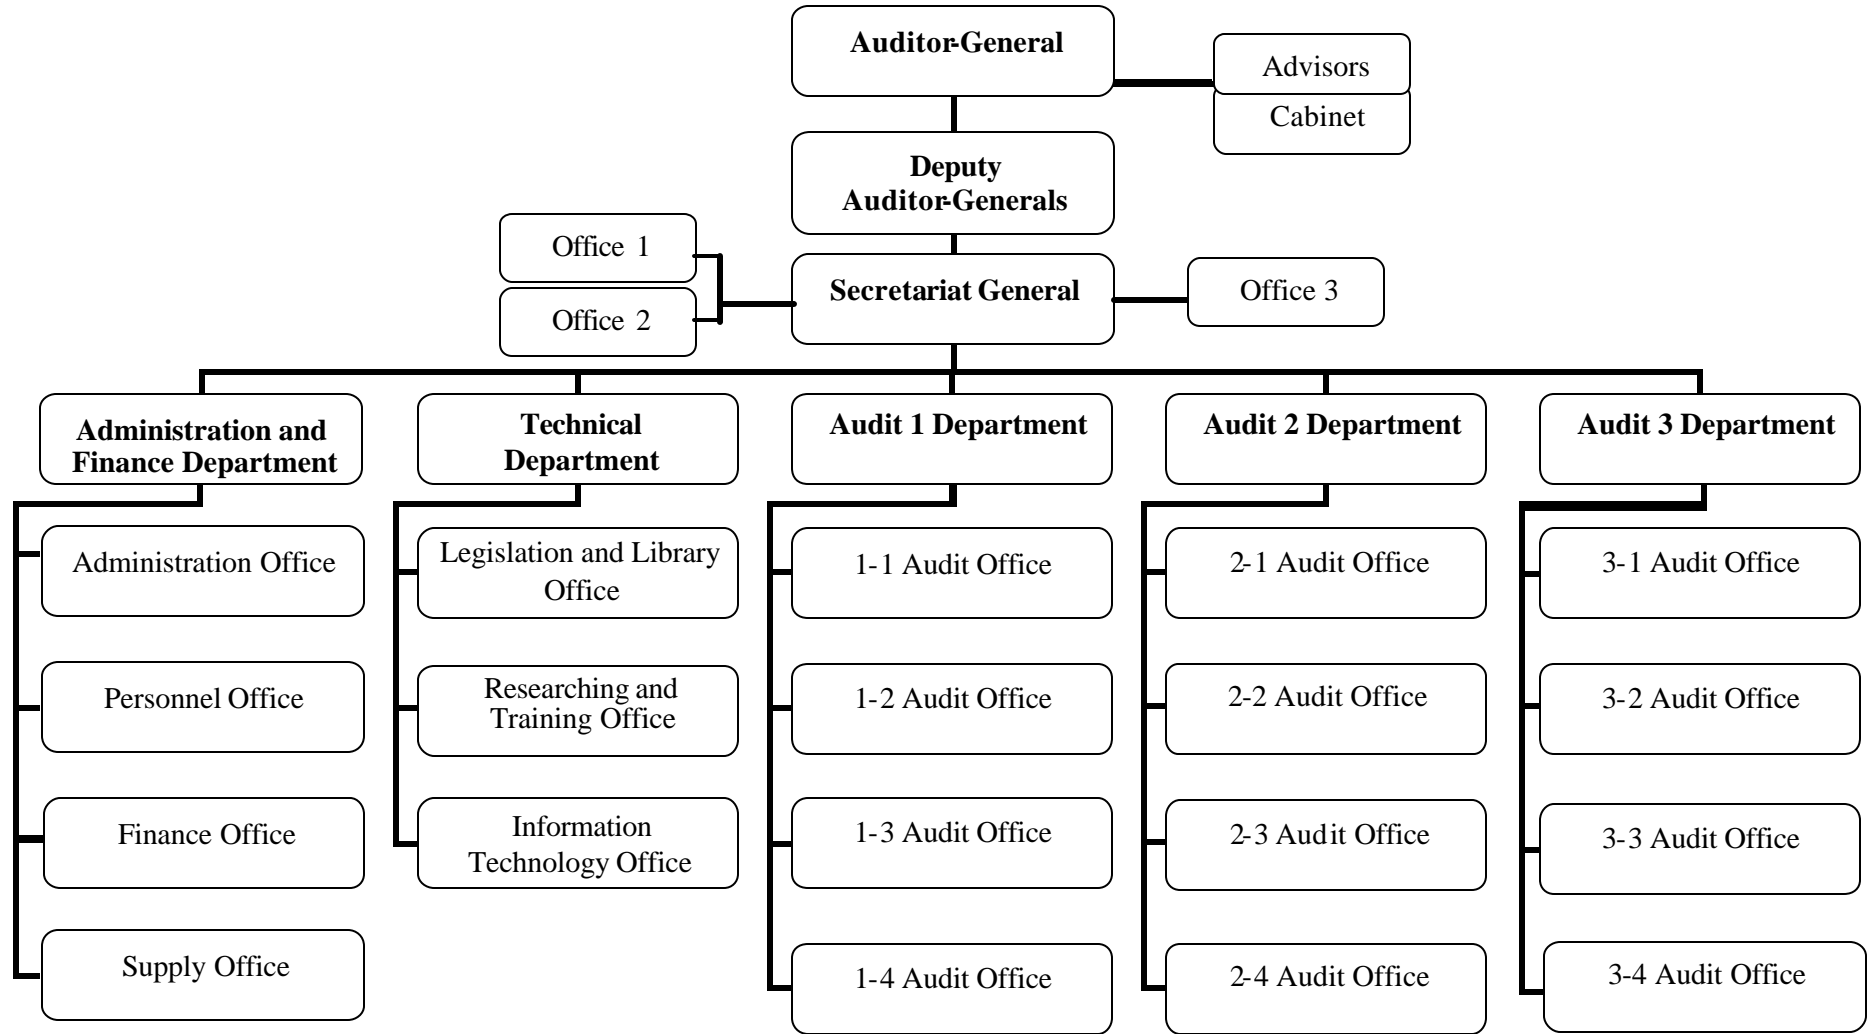 Auditor-General
Advisors
Cabinet
Deputy
Auditor-Generals
Office 1
Office 2
Secretariat General
Office 3
Administration and
Finance Department
Technical
Department
Audit 1 Department
Audit 2 Department
Audit 3 Department
Administration Office
Legislation and Library
Office
1-1 Audit Office
2-1 Audit Office
3-1 Audit Office
Personnel Office
Researching and
Training Office
1-2 Audit Office
2-2 Audit Office
3-2 Audit Office
Finance Office
Information
Technology Office
1-3 Audit Office
2-3 Audit Office
3-3 Audit Office
Supply Office
1-4 Audit Office
2-4 Audit Office
3-4 Audit Office